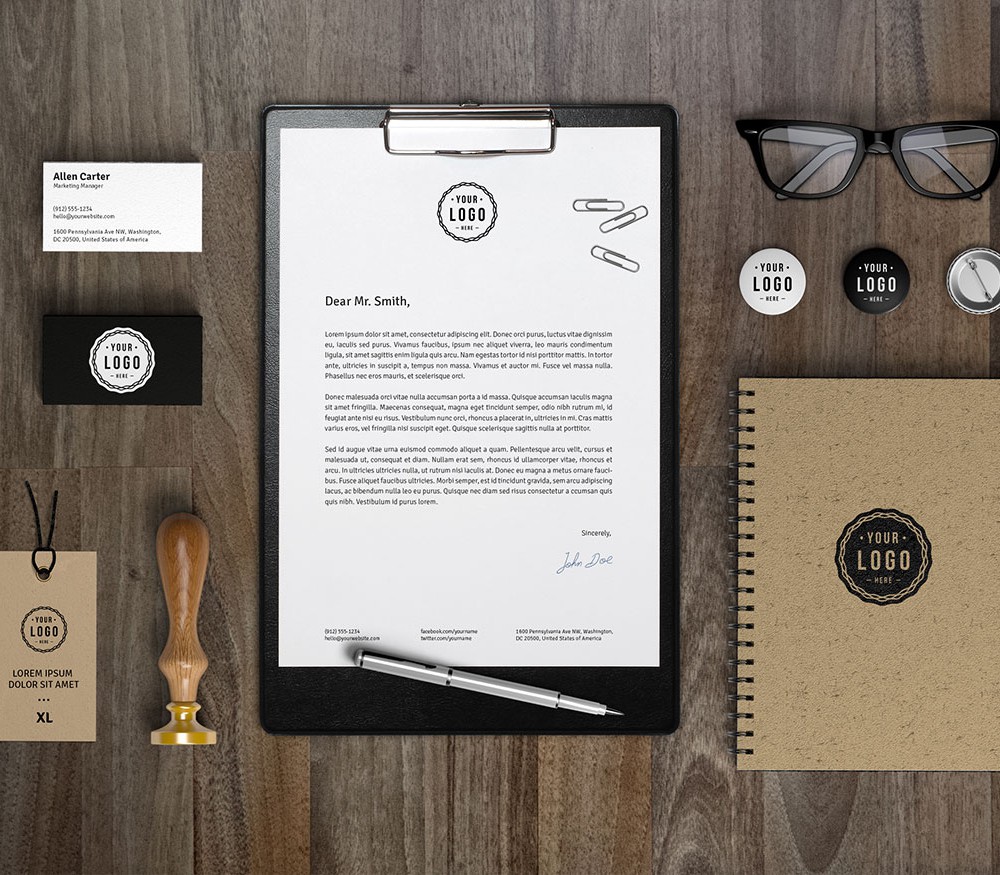 Allen Carter
Marketing Manager
(912) 555-1234
hello@yourwebsite.com
1600 Pennsylvania Ave NW, Washington,
DC 20500, United States of America
YOUR
LOGO
HERE
LOREM IPSUM
DOLOR SIT AMET
XL
YOUR
LOGO
HERE
YOUR
LOGO
HERE
Dear Mr. Smith,
Lorem ipsum dolor sit amet, consectetur adipiscing elit. Donec orci purus, luctus vitae dignissim
eu, iaculis sed purus. Vivamus faucibus, ipsum nec aliquet viverra, leo mauris condimentum
ligula, sit amet sagittis enim ligula quis arcu. Nam egestas tortor id nisi porttitor mattis. In tortor
ante, ultricies in suscipit a, tempus non massa. Vivamus et auctor mi. Fusce vel massa nulla.
Phasellus nec eros mauris, et scelerisque orci.
Donec malesuada orci vitae nulla accumsan porta a id massa. Quisque accumsan iaculis magna
sit amet fringilla. Maecenas consequat, magna eget tincidunt semper, odio nibh rutrum mi, id
feugiat ante nisi eu risus. Vestibulum nunc orci, rhoncus a placerat in, ultricies in mi. Cras mattis
varius eros, vel fringilla nisi suscipit eget. Quisque scelerisque sagittis nulla at porttitor.
Sed id augue vitae urna euismod commodo aliquet a quam. Pellentesque arcu velit, cursus et
malesuada ut, consequat et diam. Nullam erat sem, rhoncus id ullamcorper vitae, rhoncus et
arcu. In ultricies ultricies nulla, ut rutrum nisi iaculis at. Donec eu magna a metus ornare fauci-
bus. Fusce aliquet faucibus ultricies. Morbi semper, est id tincidunt gravida, sem arcu adipiscing
lacus, ac bibendum nulla leo eu purus. Quisque nec diam sed risus consectetur a ccumsan quis
quis nibh. Vestibulum id purus lorem.
Sincerely,
John Doe
(912) 555-1234
hello@yourwebsite.com
facebook.com/yourname
twitter.com/yourname
1600 Pennsylvania Ave NW, Washington,
DC 20500, United States of America
YOUR
LOGO
HERE
YOUR
LOGO
HERE
YOUR
LOGO
HERE